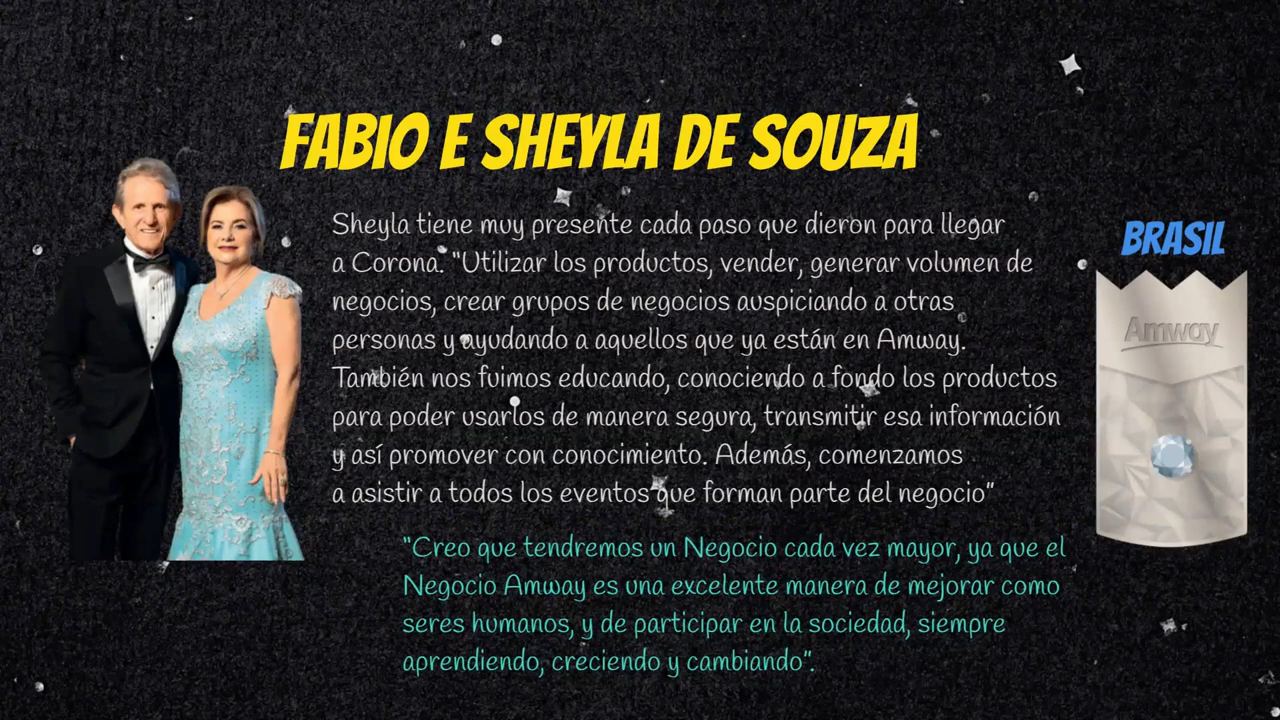 FABIO E SHEYLA DE SOUZA
Sheyla tiene muy presente cada paso que dieron para llegar
a Corona. "Utilizar los productos, vender, generar volumen de
negocios, crear grupos de negocios auspiciando a otras
personas y ayudando a aquellos que ya están en Amway.
También nos fuimos educando, conociendo a fondo los productos
para poder usarlos de manera segura, transmitir esa información
y así promover con conocimiento. Además, comenzamos
a asistir a todos los eventos que forman parte del negocio"
"Creo que tendremos un Negocio cada vez mayor, ya que el
Negocio Amway es una excelente manera de mejorar como
seres humanos, y de participar en la sociedad, siempre
aprendiendo, creciendo y cambiando".
BRASIL
Amway